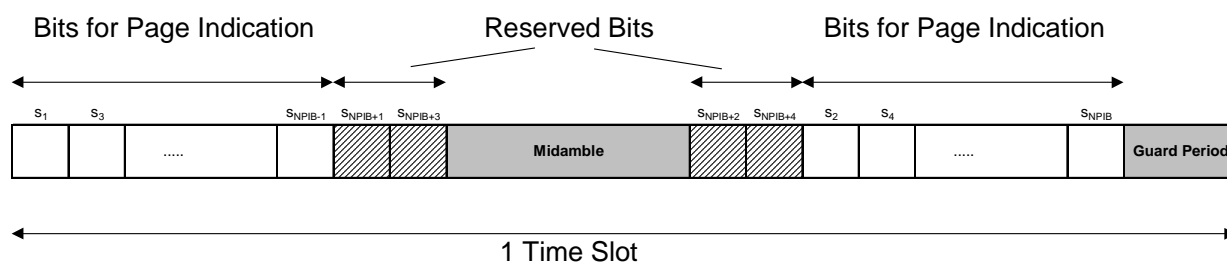 Bits for Page Indication Reserved Bits Bits for Page Indication
s1 s3 sNPIB-1 sNPIB+1 sNPIB+3 sNPIB+2 sNPIB+4 s2 s4 sNPIB
..... Midamble ..... Guard Period
1 Time Slot